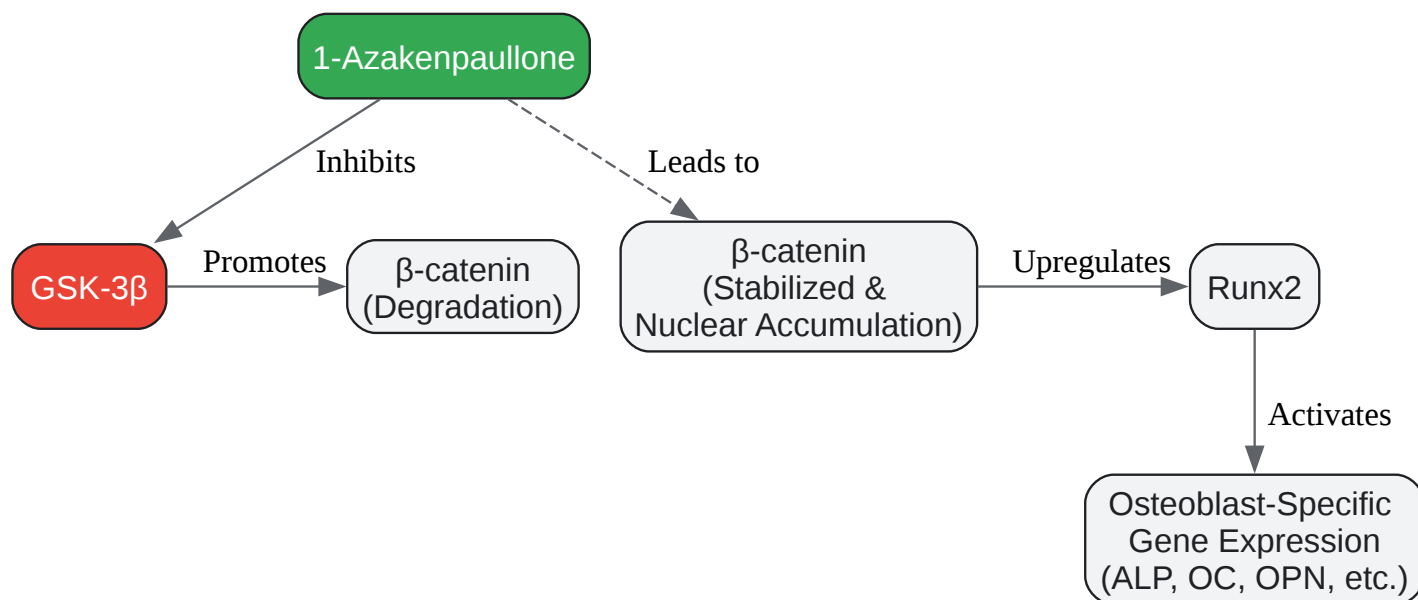 1-Azakenpaullone
Inhibits
Leads to
GSK-3β
Promotes
β-catenin
(Degradation)
β-catenin
(Stabilized &
Nuclear Accumulation)
Upregulates
Runx2
Activates
Osteoblast-Specific
Gene Expression
(ALP, OC, OPN, etc.)